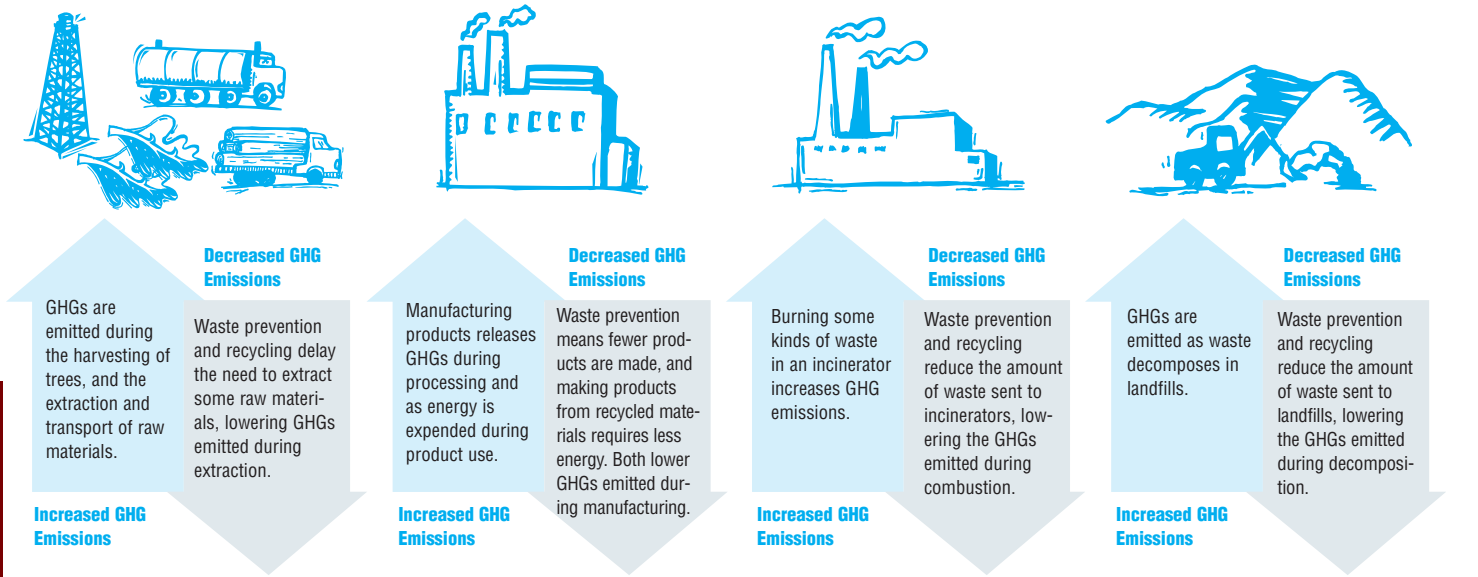 Decreased GHG
Emissions
GHGs are
emitted during
the harvesting of
trees, and the
extraction and
transport of raw
materials.
Waste prevention
and recycling delay
the need to extract
some raw materi-
als, lowering GHGs
emitted during
extraction.
Increased GHG
Emissions
Decreased GHG
Emissions
Manufacturing
products releases
GHGs during
processing and
as energy is
expended during
product use.
Waste prevention
means fewer prod-
ucts are made, and
making products
from recycled mate-
rials requires less
energy. Both lower
GHGs emitted dur-
ing manufacturing.
Increased GHG
Emissions
Decreased GHG
Emissions
Burning some
kinds of waste
in an incinerator
increases GHG
emissions.
Waste prevention
and recycling
reduce the amount
of waste sent to
incinerators, low-
ering the GHGs
emitted during
combustion.
Increased GHG
Emissions
Decreased GHG
Emissions
GHGs are
emitted as waste
decomposes in
landfills.
Waste prevention
and recycling
reduce the amount
of waste sent to
landfills, lowering
the GHGs emitted
during decomposi-
tion.
Increased GHG
Emissions